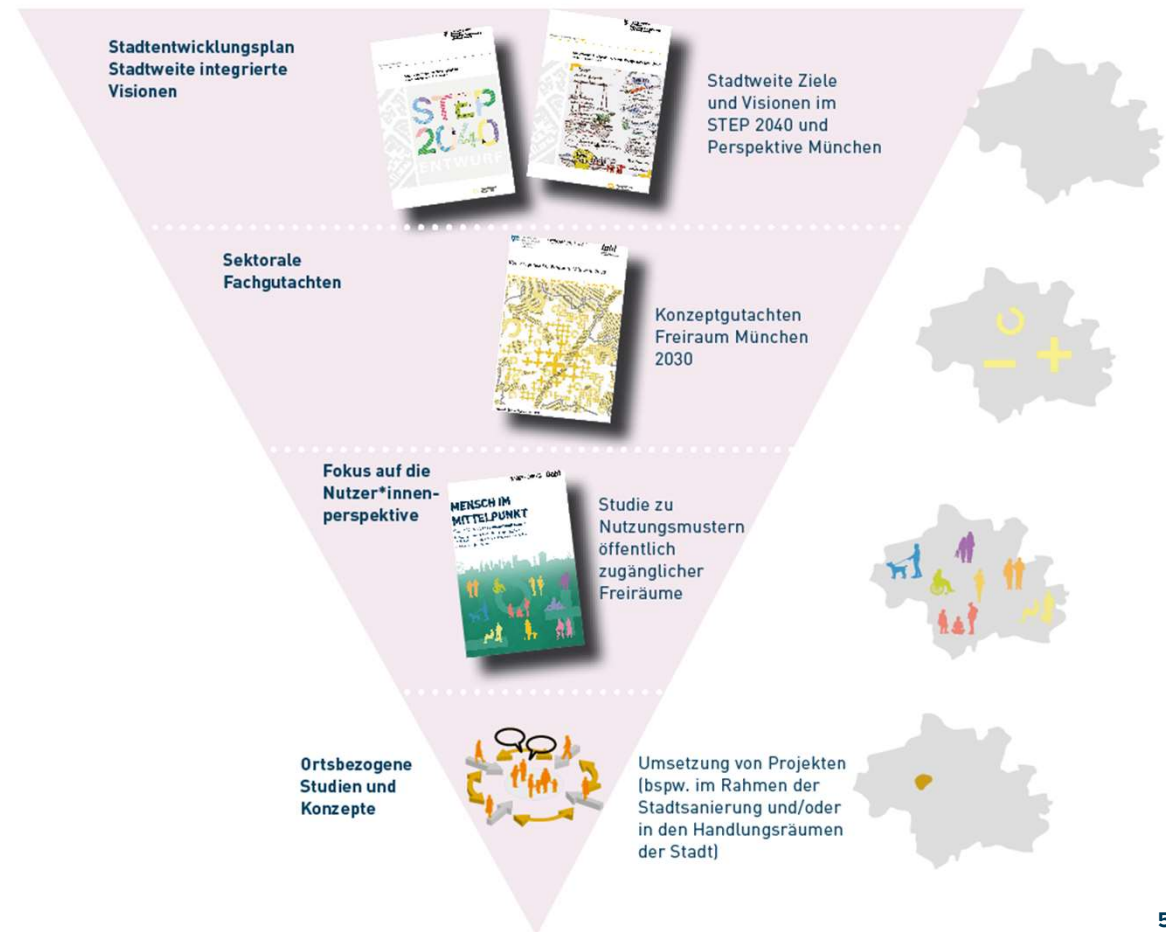 Stadtentwicklungsplan
Stadtweite integrierte
Visionen
STEP
2040
ENTWURF
Stadtweite Ziele
und Visionen im
STEP 2040 und
Perspektive München
Sektorale
Fachgutachten
Konzeptgutachten
Freiraum München
2030
Fokus auf die
Nutzer*innen-
perspektive
MENSCH IM
MITTELPUNKT
Studie zu
Nutzungsmustern
öffentlich
zugänglicher
Freiräume
Ortsbezogene
Studien und
Konzepte
Umsetzung von Projekten
(bspw. im Rahmen der
Stadtsanierung und/oder
in den Handlungsräumen
der Stadt)
5